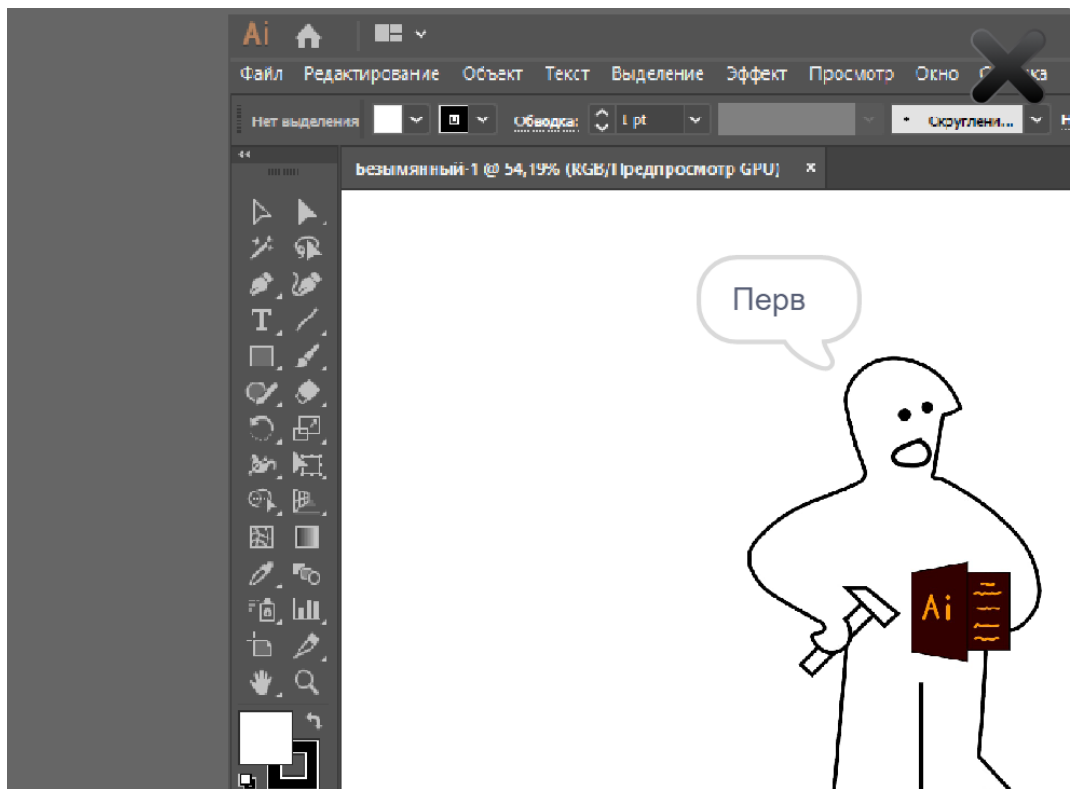 Ai
Файл Редактирование Объект Текст Выделение Эффект Просмотр Окно
Нет выделения Обводка: 1 pt Скруглени...
Безымянный-1 @ 54,19% (RGB/Предпросмотр GPU) ×
Перв
Ai